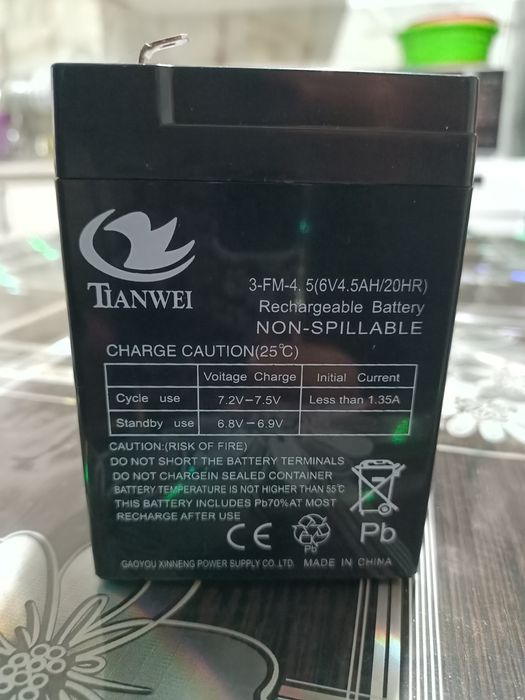 TIANWEI
3-FM-4.5(6V4.5AH/20HR)
Rechargeable Battery
NON-SPILLABLE
CHARGE CAUTION(25℃)
Voitage Charge Initial Current
Cycle use 7.2V-7.5V Less than 1.35A
Standby use 6.8V-6.9V
CAUTION:(RISK OF FIRE)
DO NOT SHORT THE BATTERY TERMINALS
DO NOT CHARGEIN SEALED CONTAINER
BATTERY TEMPERATURE IS NOT HIGHER THAN 55℃
THIS BATTERY INCLUDES Pb70%AT MOST
RECHARGE AFTER USE
CE Pb Pb
GAOYOU XINNENG POWER SUPPLY CO.LTD. MADE IN CHINA